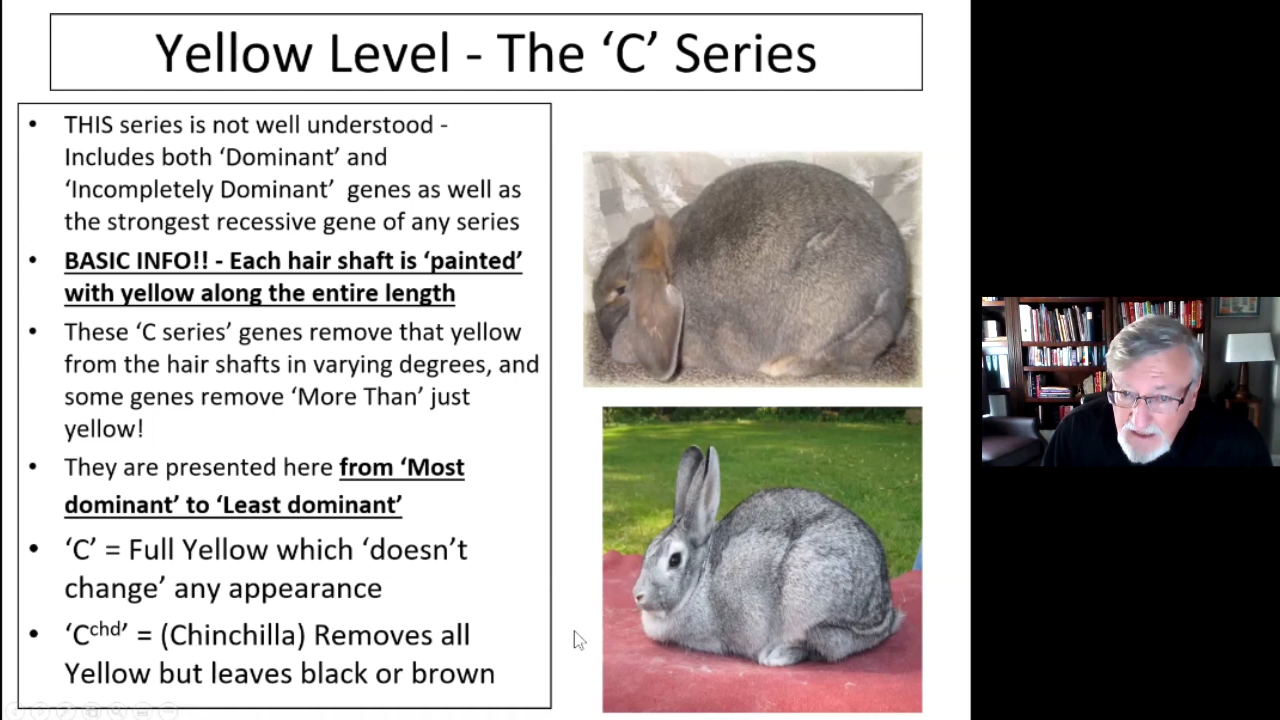 Yellow Level - The ‘C’ Series
• THIS series is not well understood -
Includes both ‘Dominant’ and
‘Incompletely Dominant’ genes as well as
the strongest recessive gene of any series
• BASIC INFO!! - Each hair shaft is ‘painted’
with yellow along the entire length
• These ‘C series’ genes remove that yellow
from the hair shafts in varying degrees, and
some genes remove ‘More Than’ just
yellow!
• They are presented here from ‘Most
dominant’ to ‘Least dominant’
• ‘C’ = Full Yellow which ‘doesn’t
change’ any appearance
• ‘Cchd’ = (Chinchilla) Removes all
Yellow but leaves black or brown